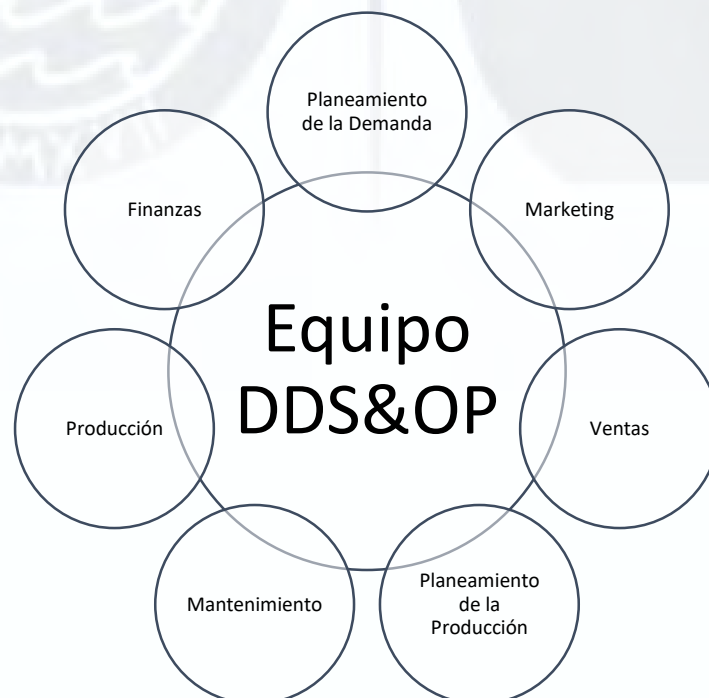 Planeamiento
de la Demanda
Marketing
Ventas
Planeamiento
de la
Producción
Mantenimiento
Producción
Finanzas
Equipo
DDS&OP